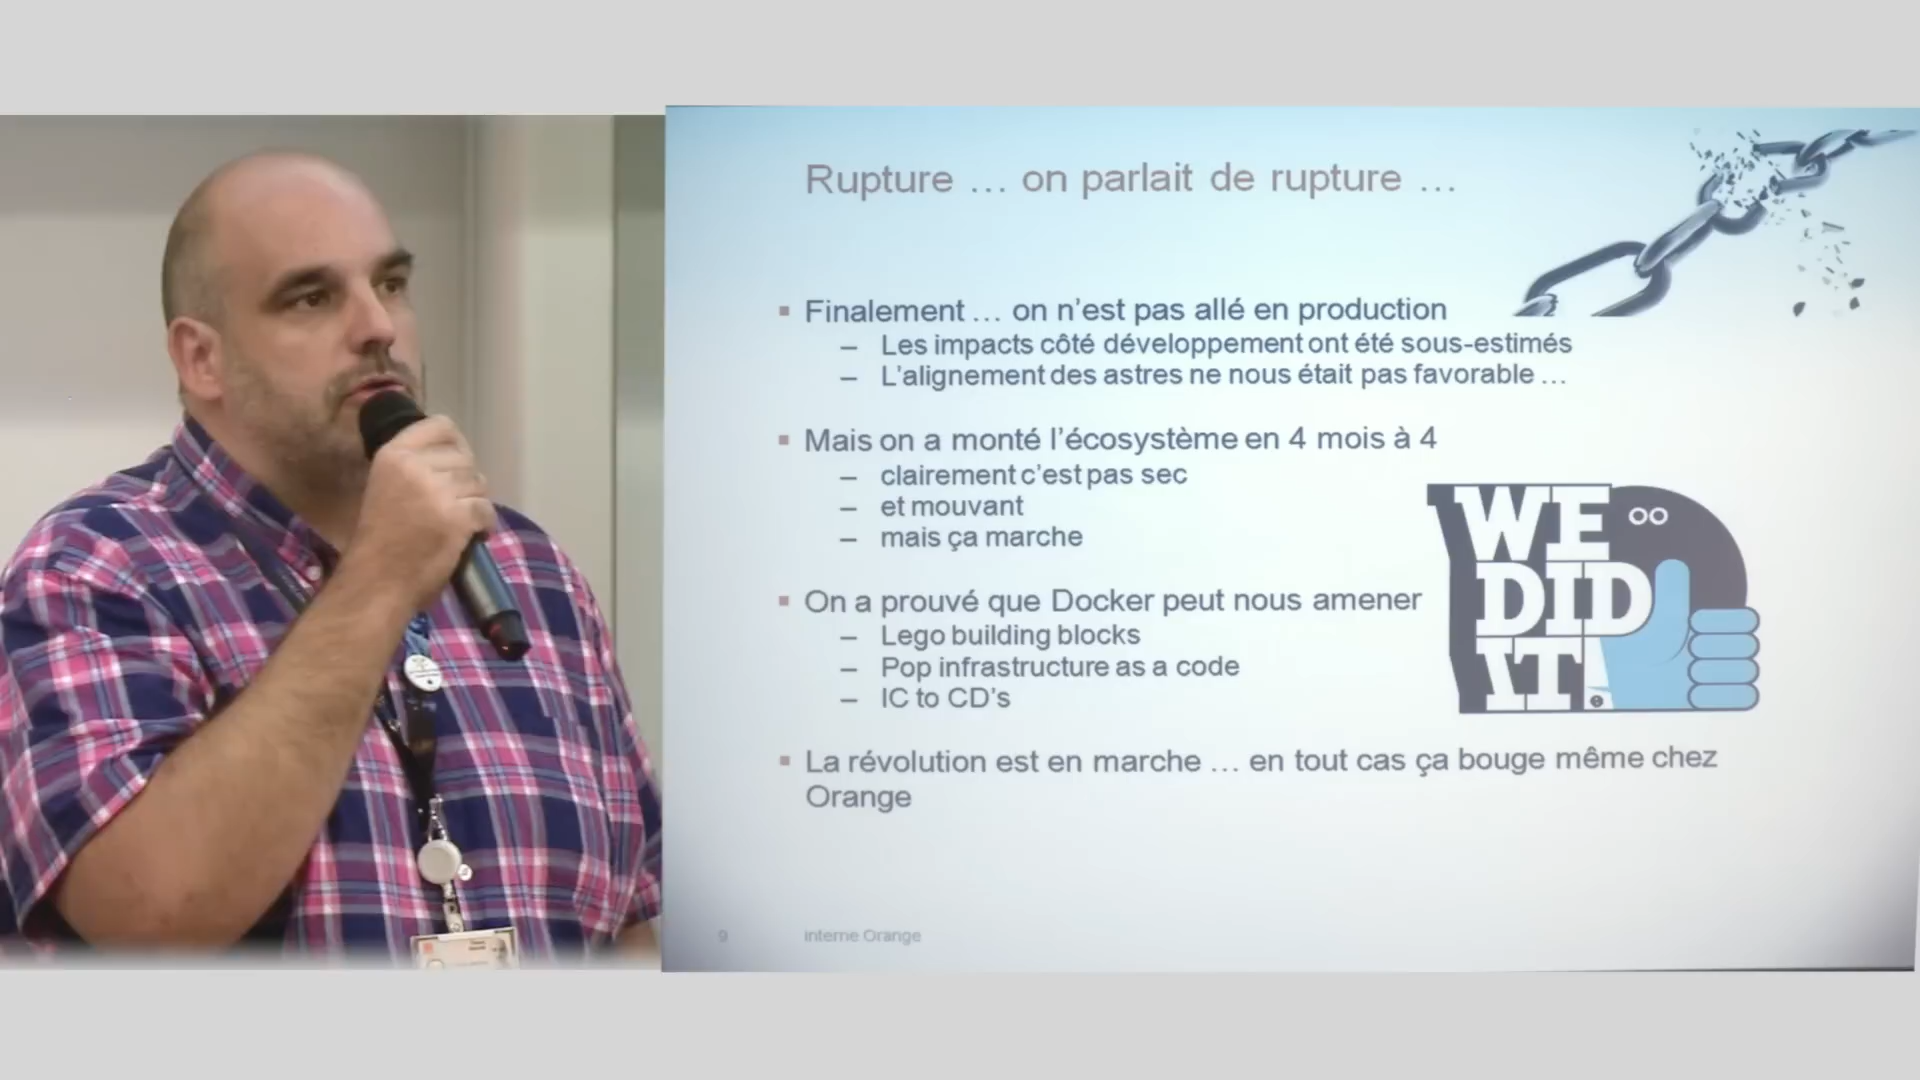 Rupture … on parlait de rupture …
Finalement … on n'est pas allé en production
– Les impacts côté développement ont été sous-estimés
– L'alignement des astres ne nous était pas favorable …
Mais on a monté l'écosystème en 4 mois à 4
– clairement c'est pas sec
– et mouvant
– mais ça marche
On a prouvé que Docker peut nous amener
– Lego building blocks
– Pop infrastructure as a code
– IC to CD's
WE
DID
IT.
La révolution est en marche … en tout cas ça bouge même chez
Orange
9 interne Orange